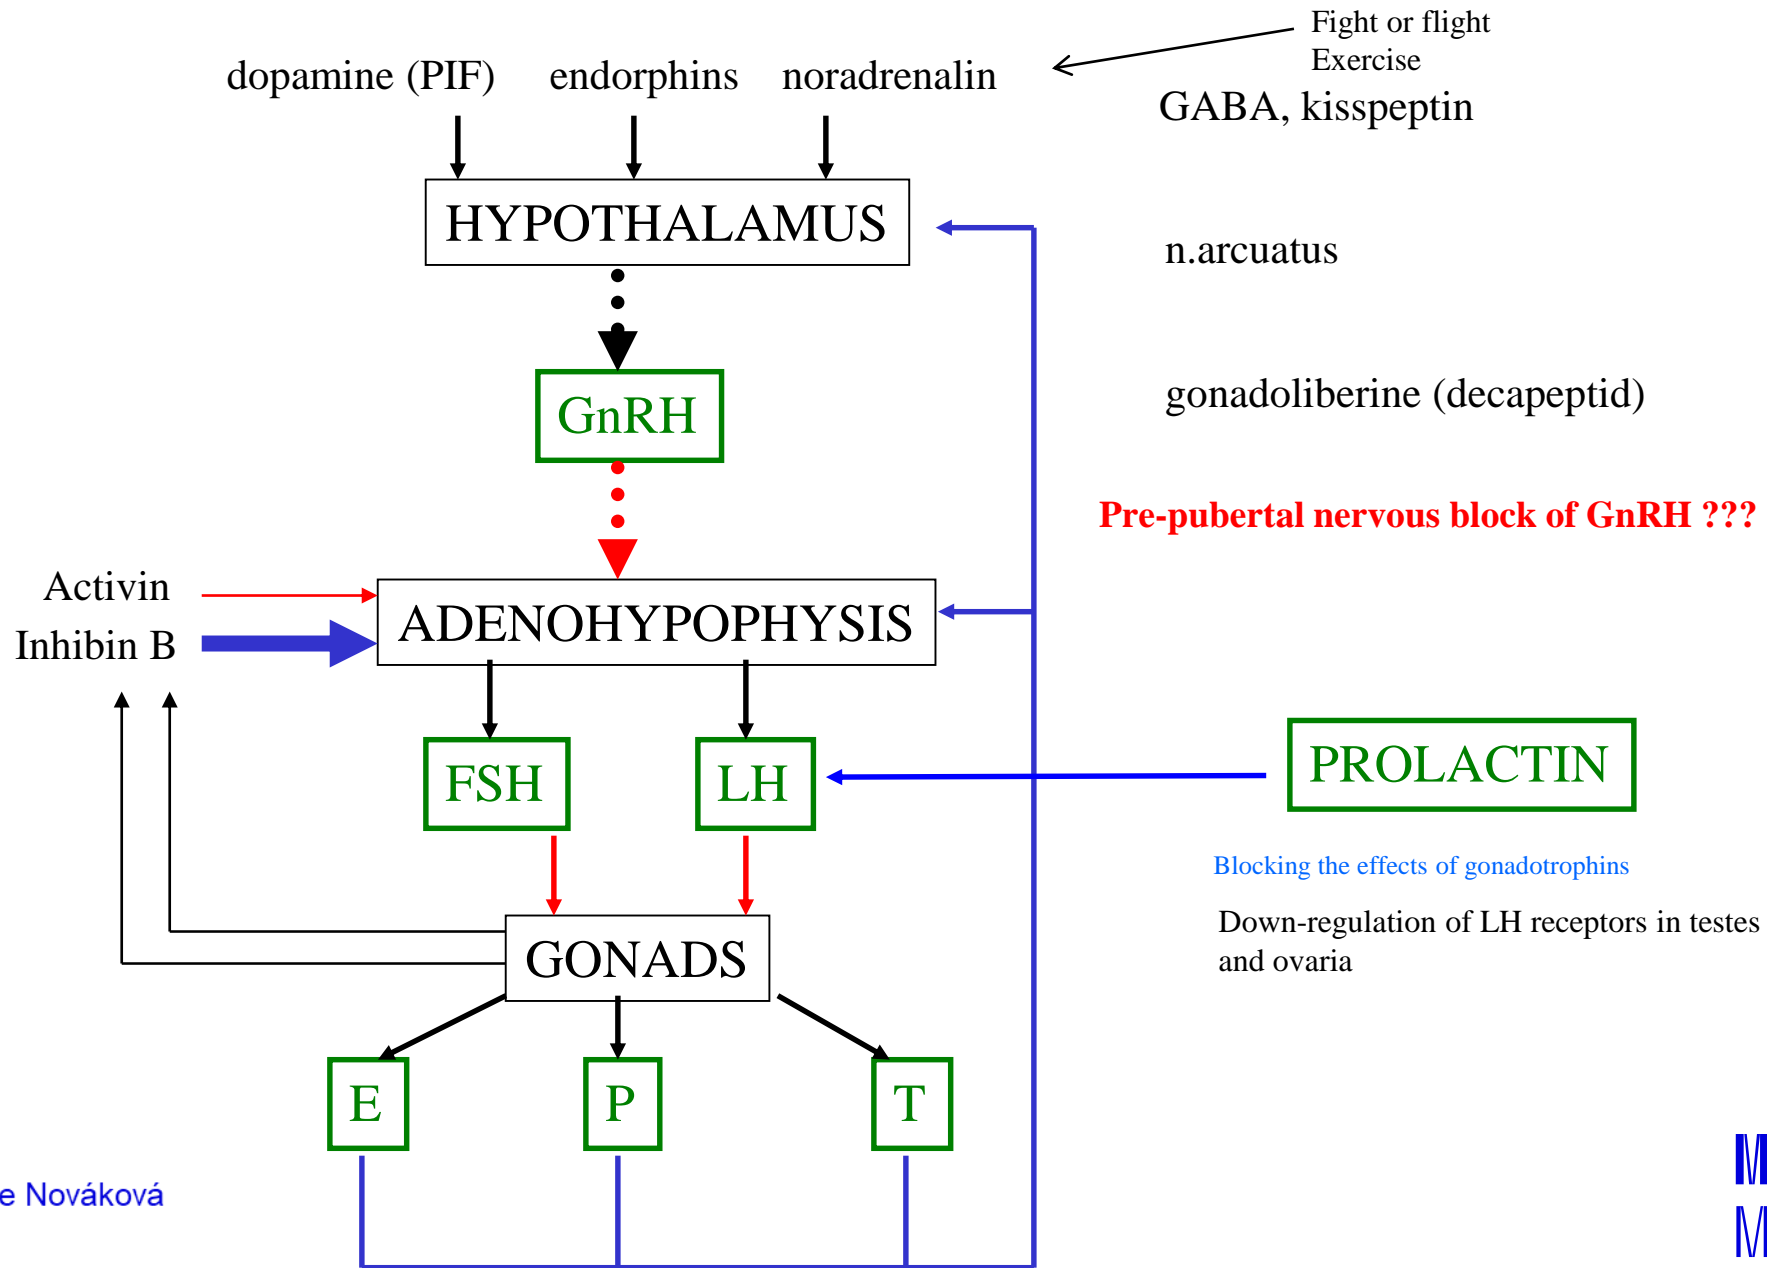 Fight or flight
Exercise
dopamine (PIF) endorphins noradrenalin
GABA, kisspeptin
HYPOTHALAMUS
n.arcuatus
GnRH
gonadoliberine (decapeptid)
Pre-pubertal nervous block of GnRH ???
Activin
Inhibin B
ADENOHYPOPHYSIS
FSH
LH
PROLACTIN
Blocking the effects of gonadotrophins
Down-regulation of LH receptors in testes
and ovaria
GONADS
E
P
T
e Nováková
M
M